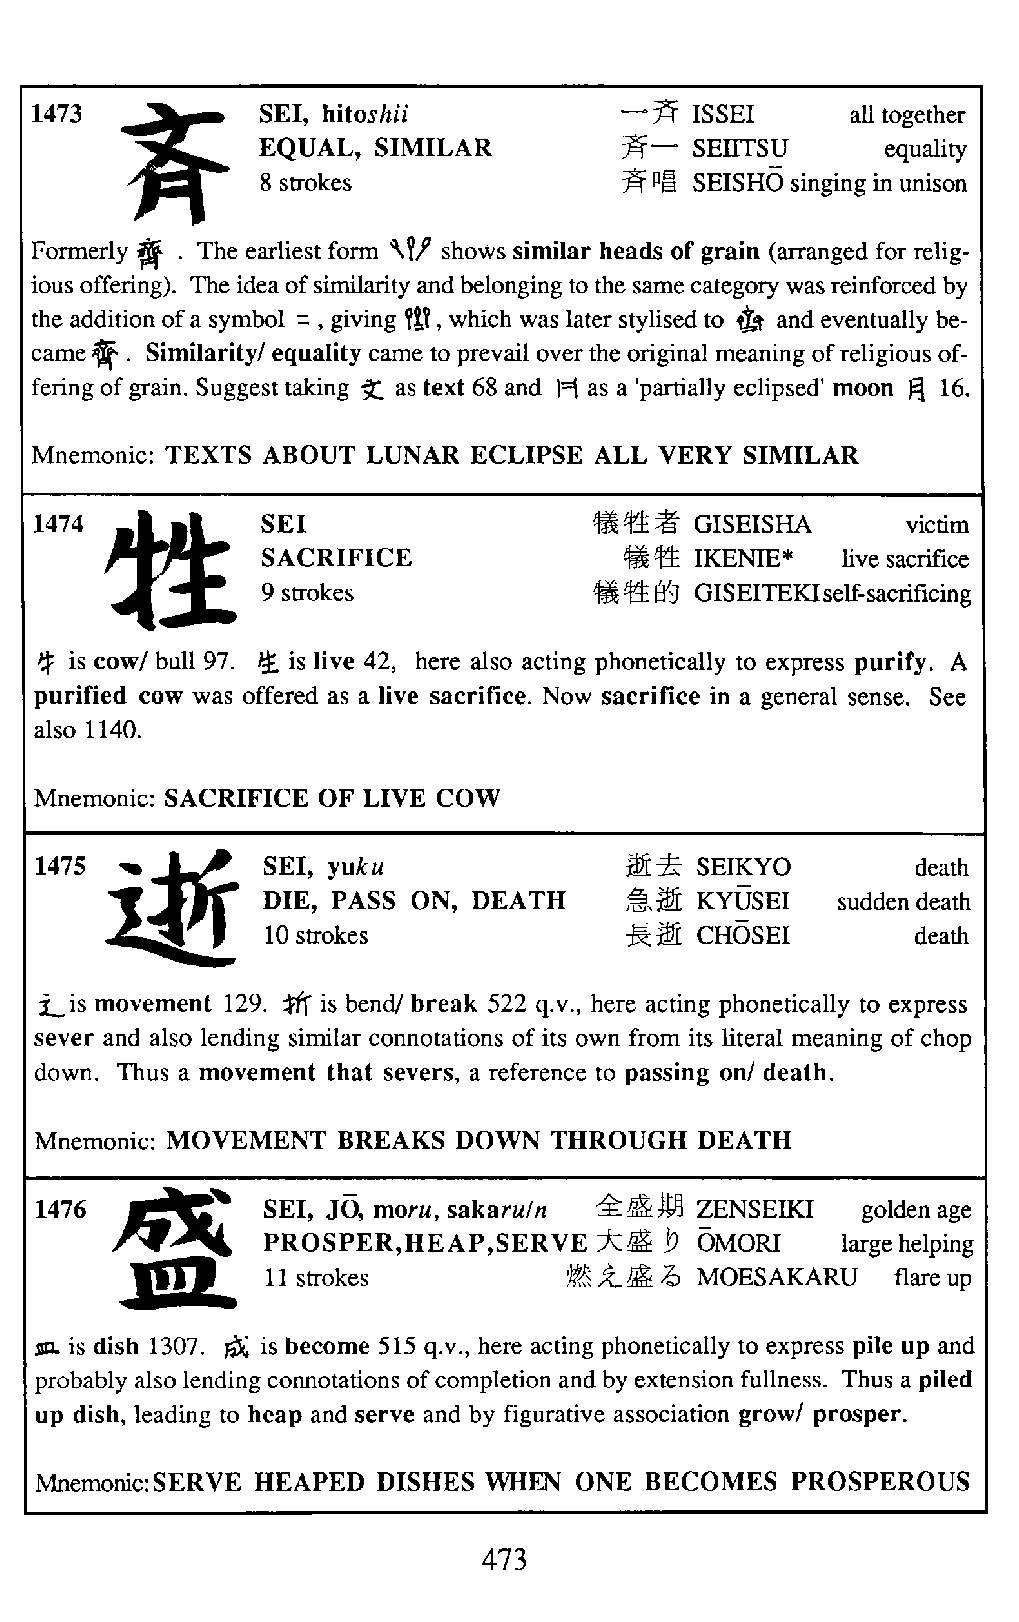 1473 斉 SEI, hitoshii 一斉 ISSEI all together
EQUAL, SIMILAR 斉一 SEIITSU equality
8 strokes 斉唱 SEISHŌ singing in unison
Formerly 齊 . The earliest form shows similar heads of grain (arranged for relig-
ious offering). The idea of similarity and belonging to the same category was reinforced by
the addition of a symbol = , giving , which was later stylised to and eventually be-
came 齊 . Similarity/ equality came to prevail over the original meaning of religious of-
fering of grain. Suggest taking 文 as text 68 and as a 'partially eclipsed' moon 月 16.
Mnemonic: TEXTS ABOUT LUNAR ECLIPSE ALL VERY SIMILAR
1474 牲 SEI 犠牲者 GISEISHA victim
SACRIFICE 犠牲 IKENIE* live sacrifice
9 strokes 犠牲的 GISEITEKI self-sacrificing
牛 is cow/ bull 97. 生 is live 42, here also acting phonetically to express purify. A
purified cow was offered as a live sacrifice. Now sacrifice in a general sense. See
also 1140.
Mnemonic: SACRIFICE OF LIVE COW
1475 逝 SEI, yuku 逝去 SEIKYO death
DIE, PASS ON, DEATH 急逝 KYŪSEI sudden death
10 strokes 長逝 CHŌSEI death
辶 is movement 129. 折 is bend/ break 522 q.v., here acting phonetically to express
sever and also lending similar connotations of its own from its literal meaning of chop
down. Thus a movement that severs, a reference to passing on/ death.
Mnemonic: MOVEMENT BREAKS DOWN THROUGH DEATH
1476 盛 SEI, JŌ, moru, sakaru/n 全盛期 ZENSEIKI golden age
PROSPER,HEAP,SERVE 大盛り ŌMORI large helping
11 strokes 燃え盛る MOESAKARU flare up
皿 is dish 1307. 成 is become 515 q.v., here acting phonetically to express pile up and
probably also lending connotations of completion and by extension fullness. Thus a piled
up dish, leading to heap and serve and by figurative association grow/ prosper.
Mnemonic: SERVE HEAPED DISHES WHEN ONE BECOMES PROSPEROUS
473